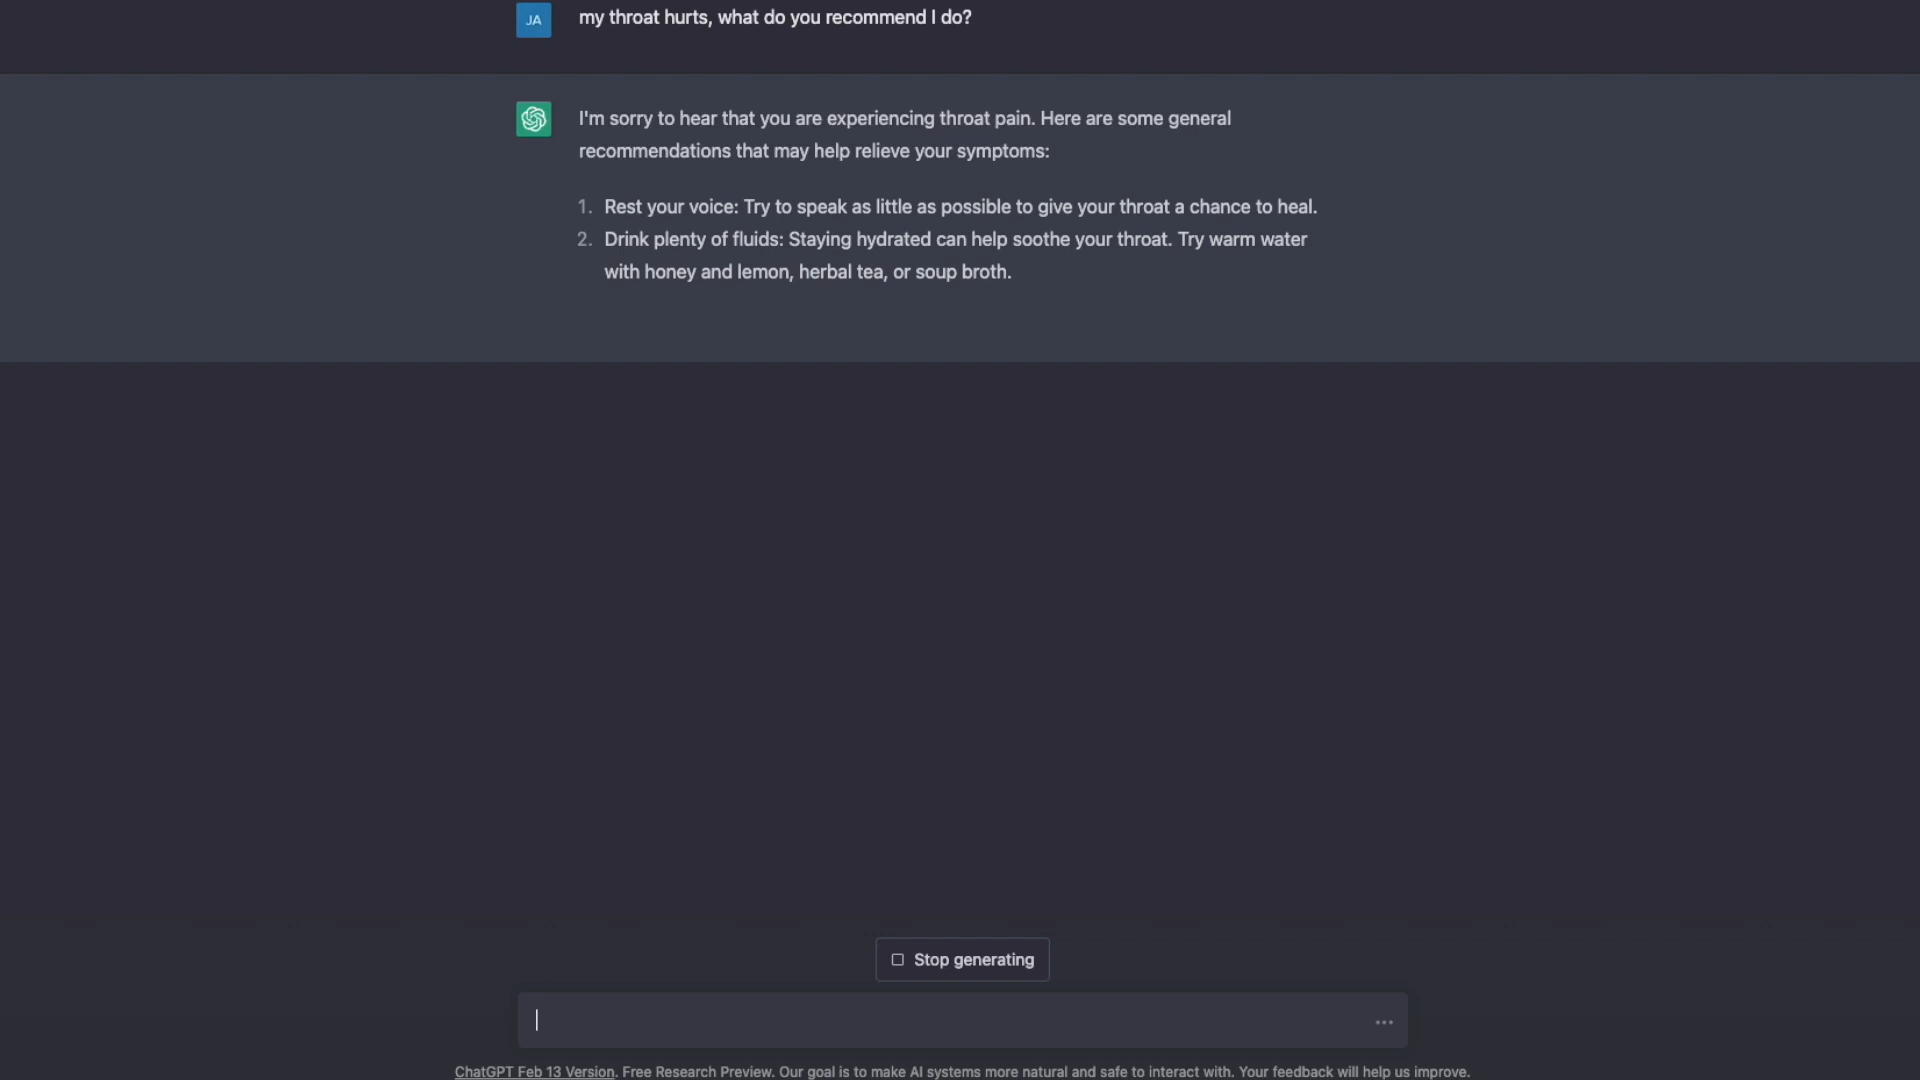 JA
my throat hurts, what do you recommend I do?
I'm sorry to hear that you are experiencing throat pain. Here are some general
recommendations that may help relieve your symptoms:
1. Rest your voice: Try to speak as little as possible to give your throat a chance to heal.
2. Drink plenty of fluids: Staying hydrated can help soothe your throat. Try warm water
with honey and lemon, herbal tea, or soup broth.
Stop generating
ChatGPT Feb 13 Version. Free Research Preview. Our goal is to make AI systems more natural and safe to interact with. Your feedback will help us improve.